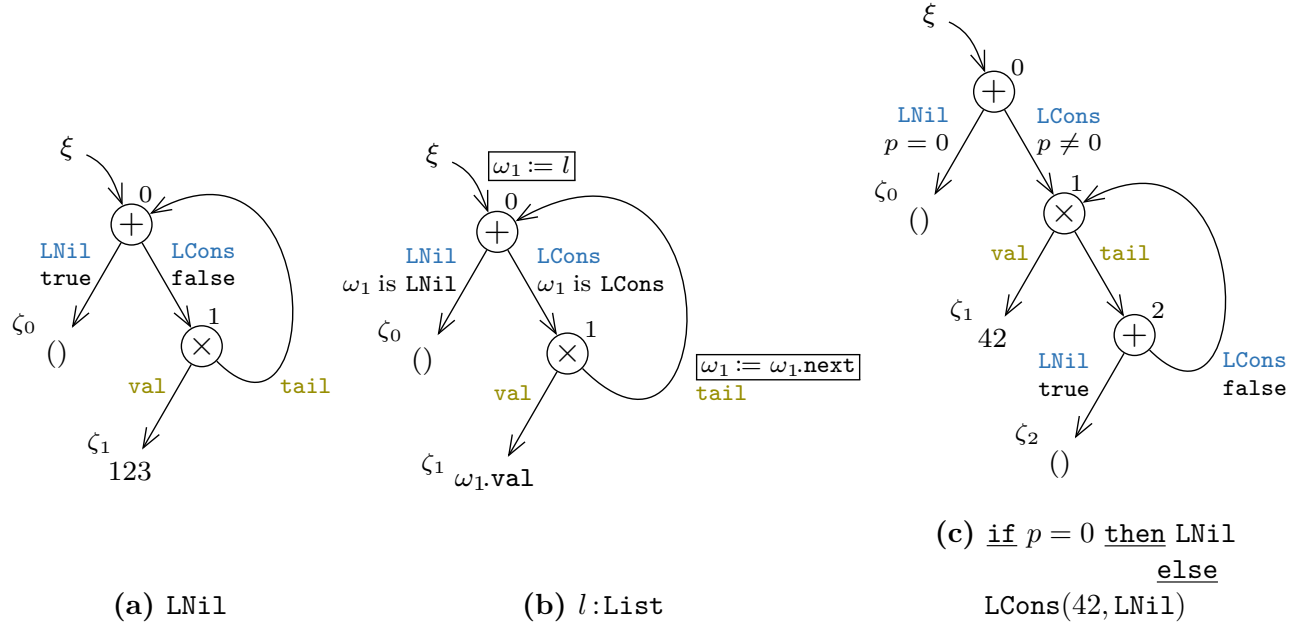 ξ
0
+
LNil
true
LCons
false
ζ₀
()
1
×
val
tail
ζ₁
123
(a) LNil
ξ
ω₁ := l
0
+
LNil
ω₁ is LNil
LCons
ω₁ is LCons
ζ₀
()
1
×
ω₁ := ω₁.next
val
tail
ζ₁
ω₁.val
(b) l : List
ξ
0
+
LNil
p = 0
LCons
p ≠ 0
ζ₀
()
1
×
val
tail
ζ₁
42
2
+
LNil
true
LCons
false
ζ₂
()
(c) if p = 0 then LNil
else
LCons(42, LNil)